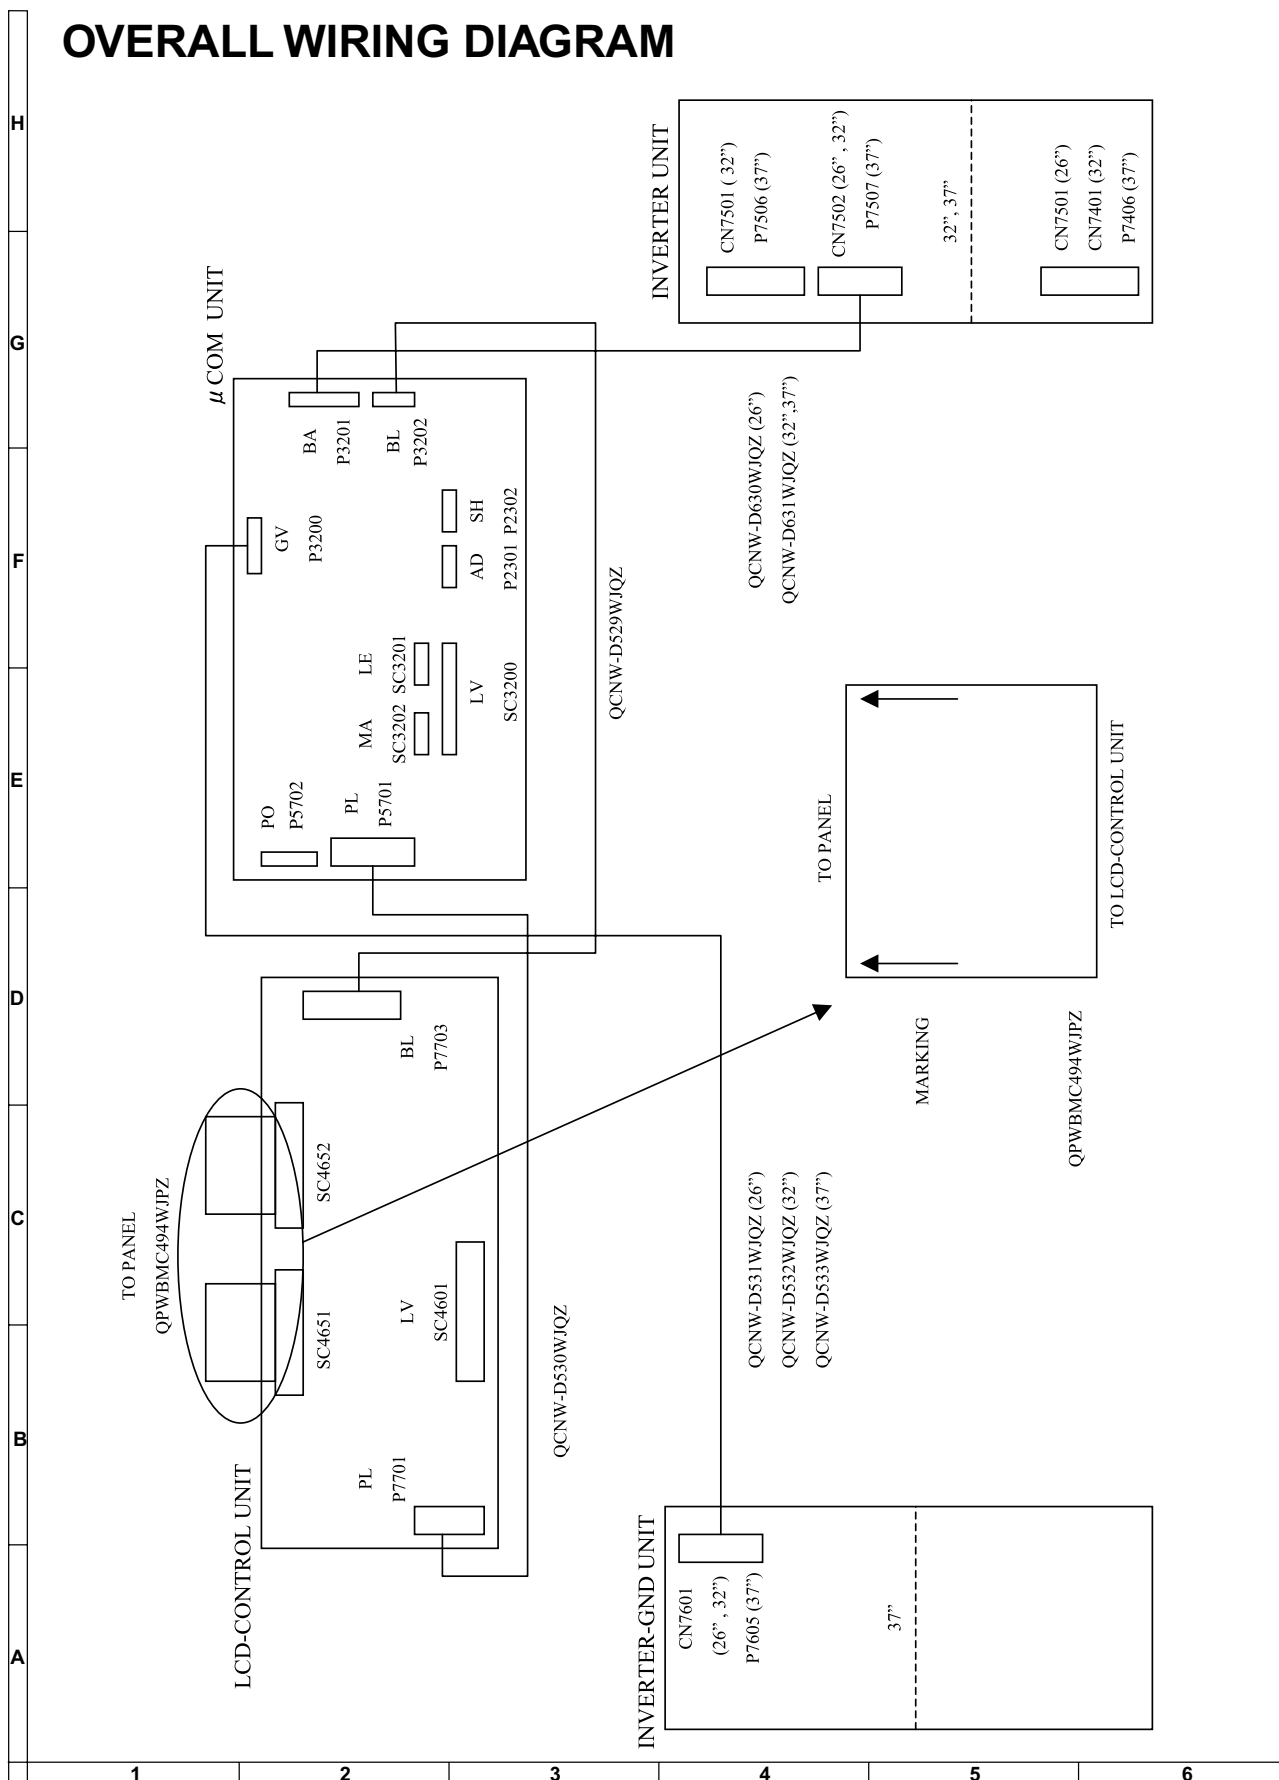 OVERALL WIRING DIAGRAM
H
G
F
E
D
C
B
A
1
2
3
4
5
6
μ COM UNIT
BA
P3201
BL
P3202
GV
P3200
SH
P2302
AD
P2301
LE
SC3201
MA
SC3202
LV
SC3200
PO
P5702
PL
P5701
INVERTER UNIT
CN7501 ( 32”)
P7506 (37”)
CN7502 (26” , 32”)
P7507 (37”)
32”, 37”
CN7501 (26”)
CN7401 (32”)
P7406 (37”)
QCNW-D630WJQZ (26”)
QCNW-D631WJQZ (32”,37”)
QCNW-D529WJQZ
TO PANEL
TO LCD-CONTROL UNIT
MARKING
QPWBMC494WJPZ
LCD-CONTROL UNIT
TO PANEL
QPWBMC494WJPZ
BL
P7703
SC4652
SC4651
LV
SC4601
PL
P7701
QCNW-D530WJQZ
QCNW-D531WJQZ (26”)
QCNW-D532WJQZ (32”)
QCNW-D533WJQZ (37”)
INVERTER-GND UNIT
CN7601
(26” , 32”)
P7605 (37”)
37”